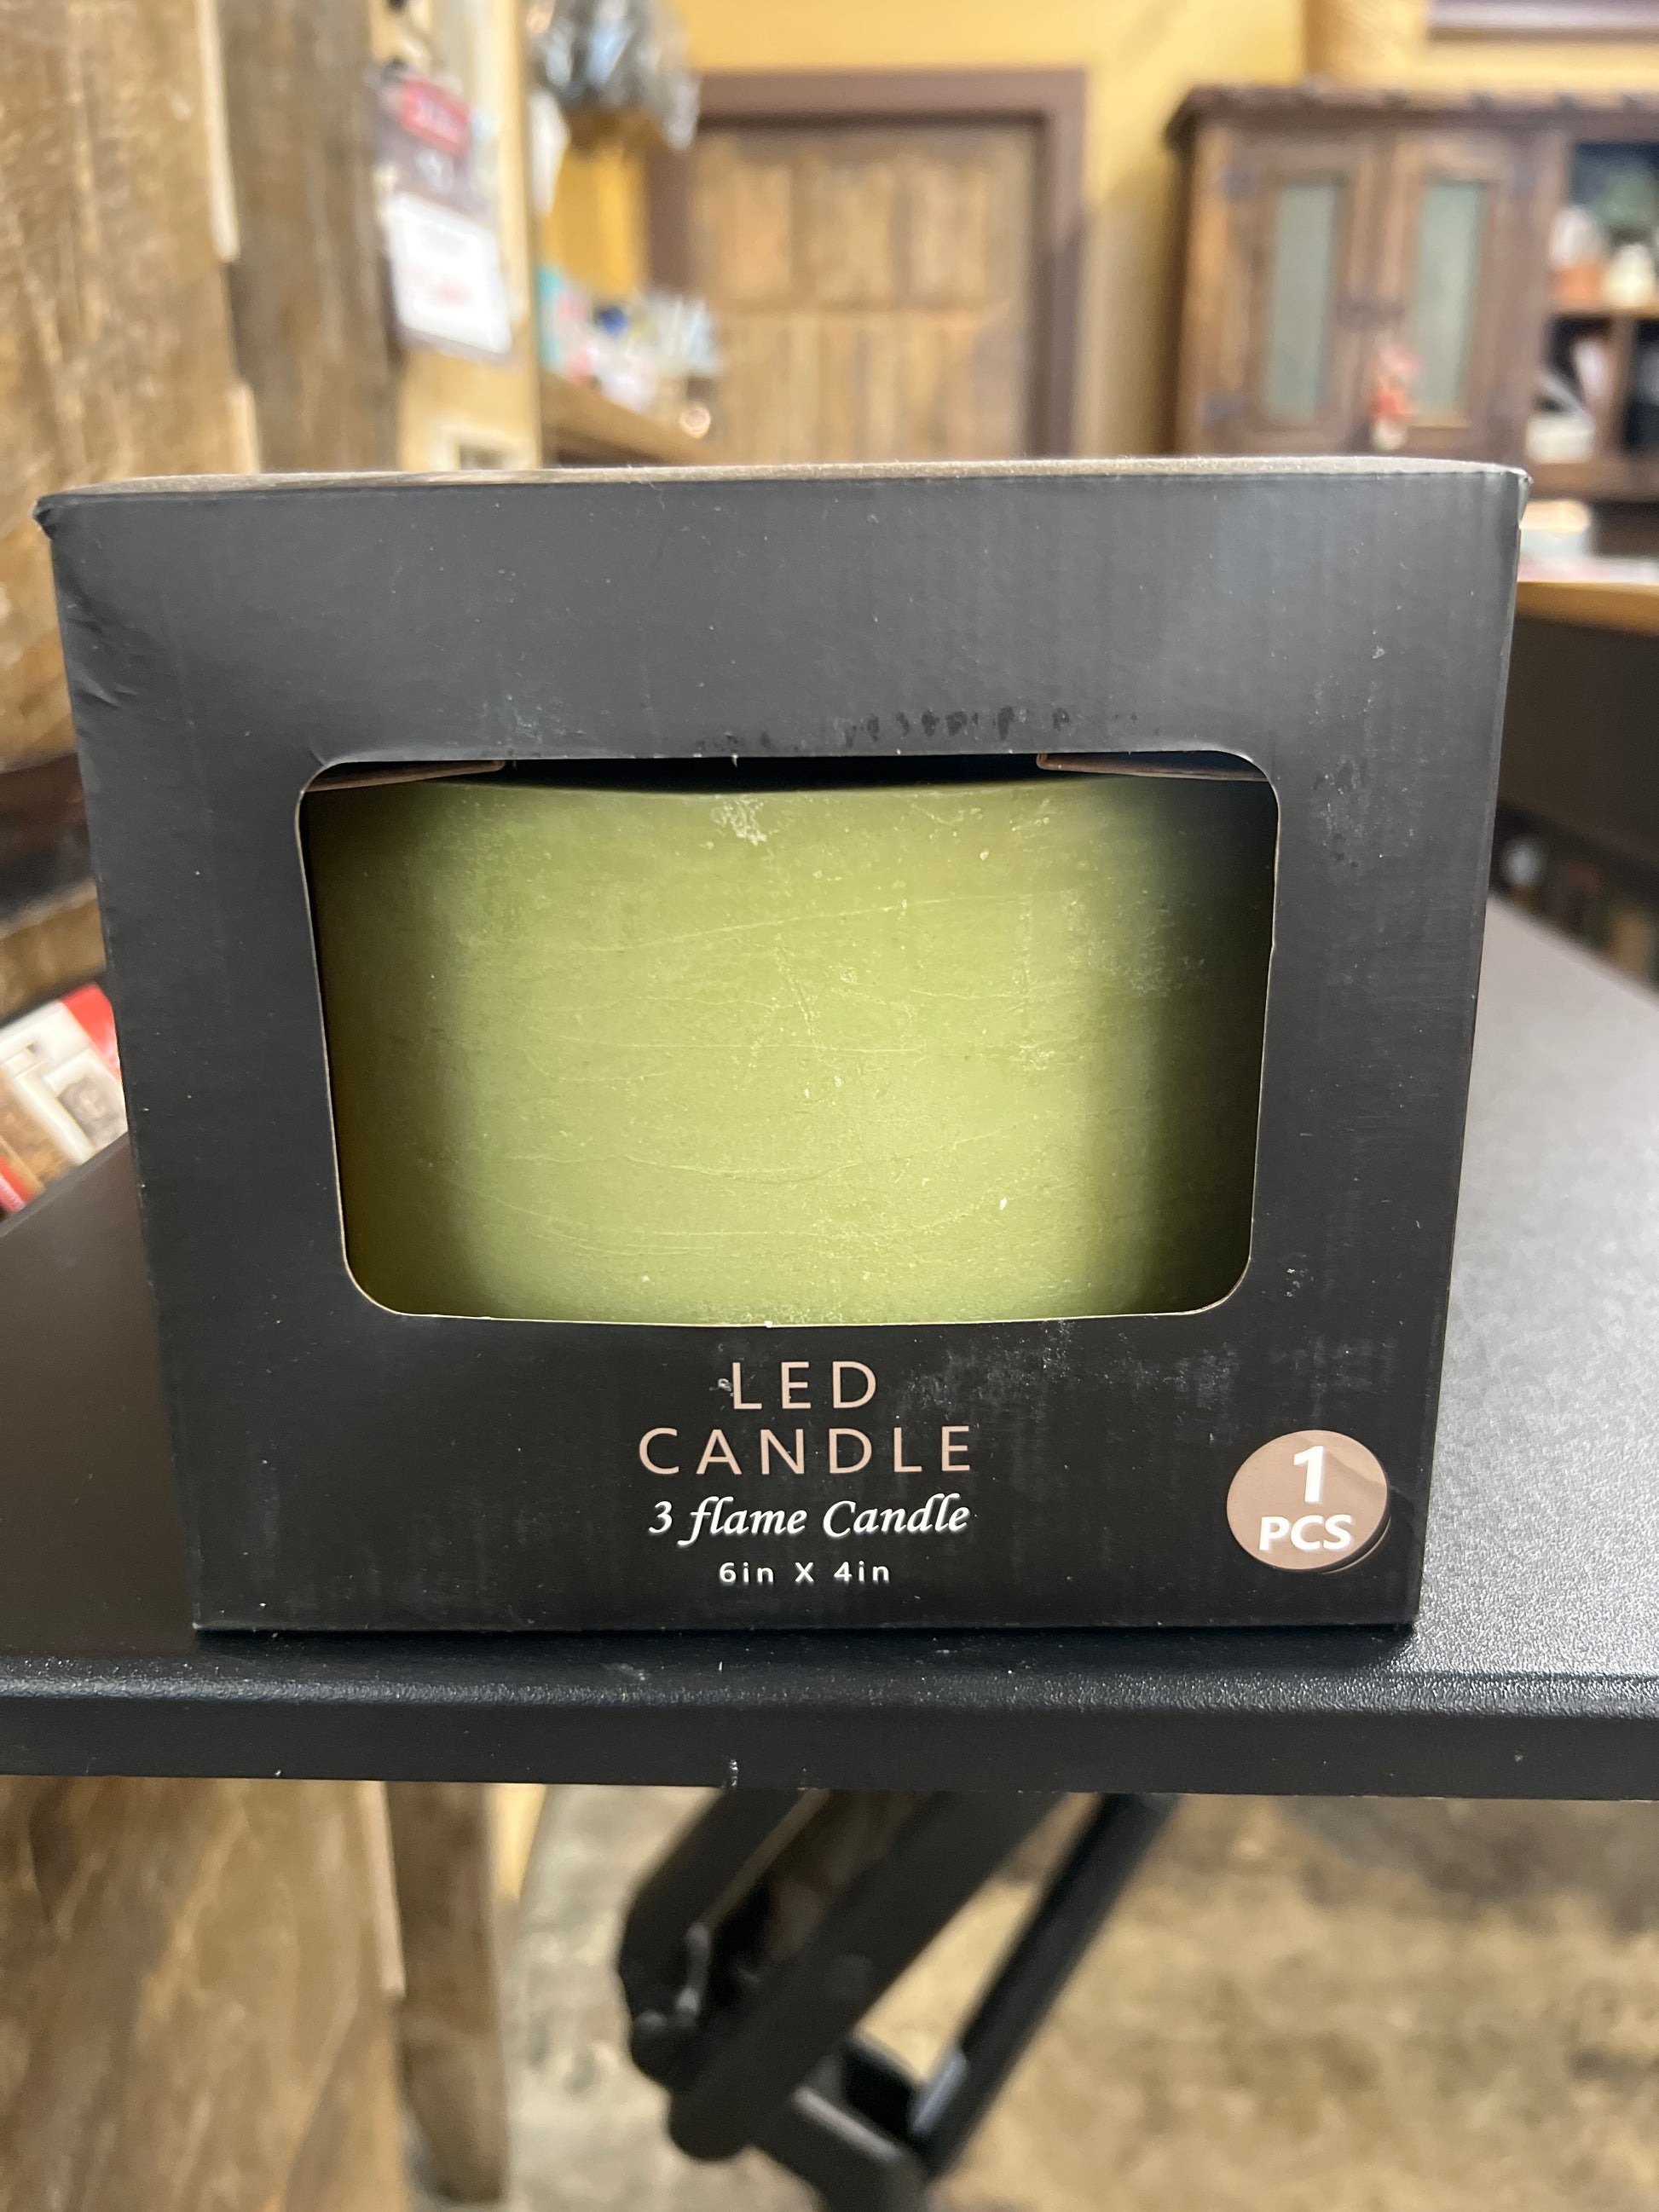 LED
CANDLE
3 flame Candle
6in X 4in
1
PCS